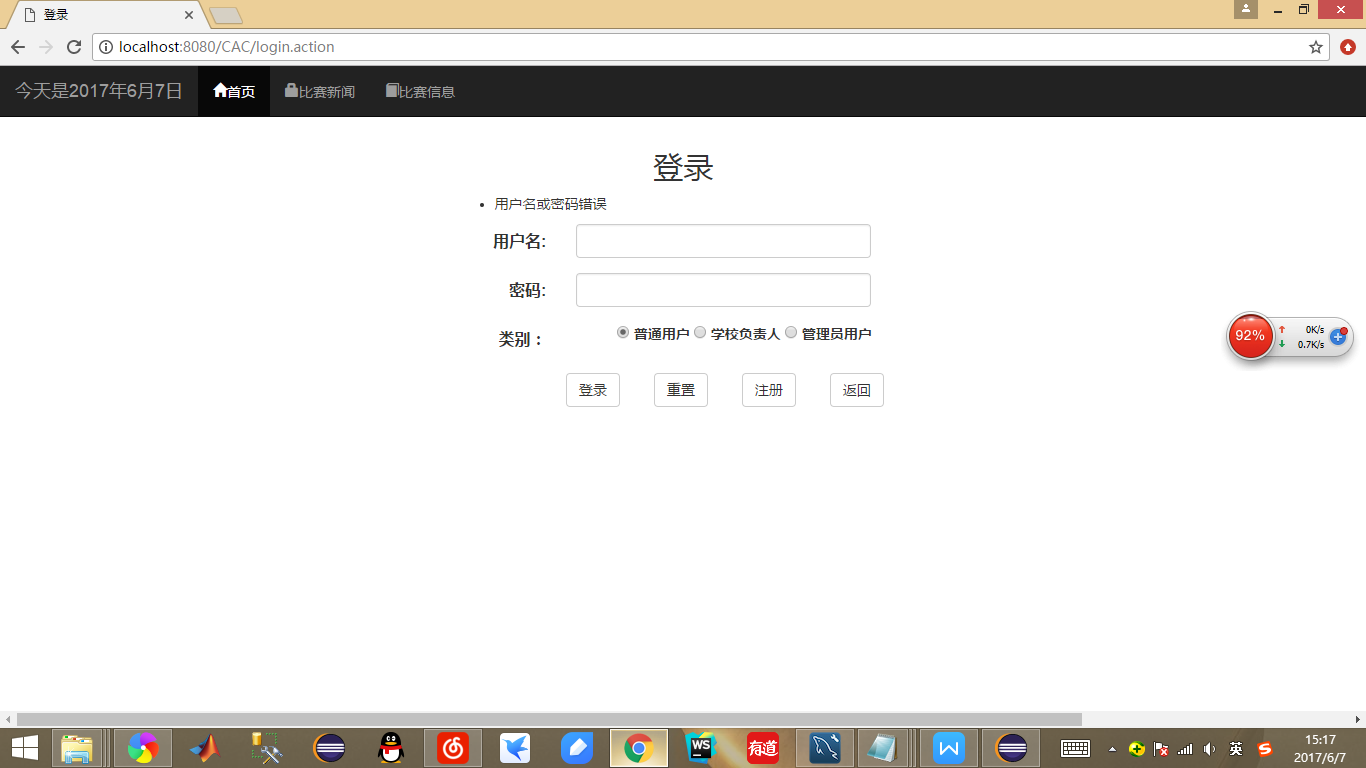 登录
localhost:8080/CAC/login.action
今天是2017年6月7日 首页 比赛新闻 比赛信息
登录
用户名或密码错误
用户名:
密码:
类别： 普通用户 学校负责人 管理员用户
登录 重置 注册 返回
92% 0K/s
0.7K/s
WS 有道 英 15:17
2017/6/7